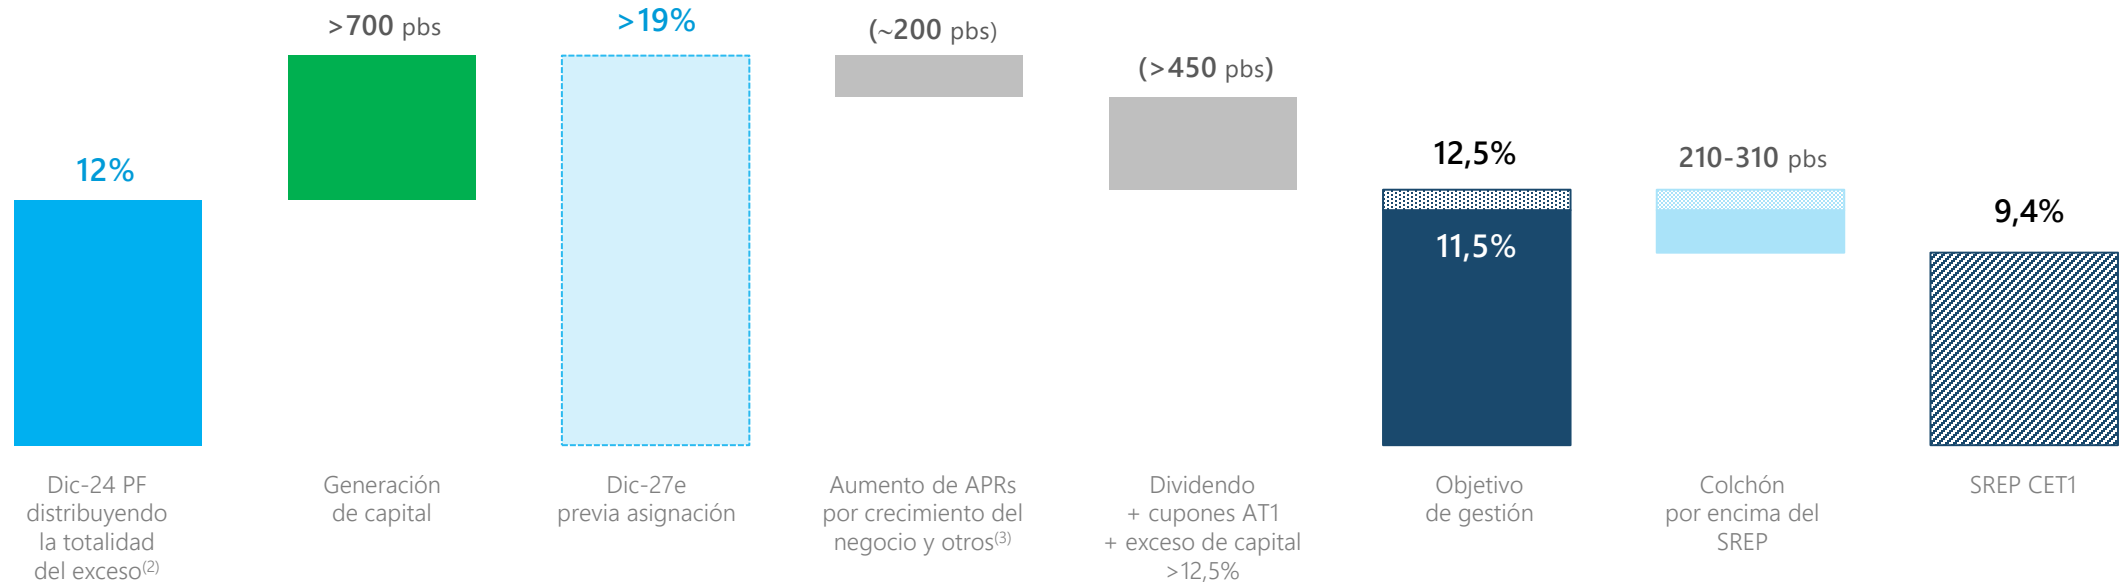 >700 pbs
>19%
(~200 pbs)
(>450 pbs)
12%
12,5%
210-310 pbs
11,5%
9,4%
Dic-24 PF
distribuyendo
la totalidad
del exceso(2)
Generación
de capital
Dic-27e
previa asignación
Aumento de APRs
por crecimiento del
negocio y otros(3)
Dividendo
+ cupones AT1
+ exceso de capital
>12,5%
Objetivo
de gestión
Colchón
por encima del
SREP
SREP CET1